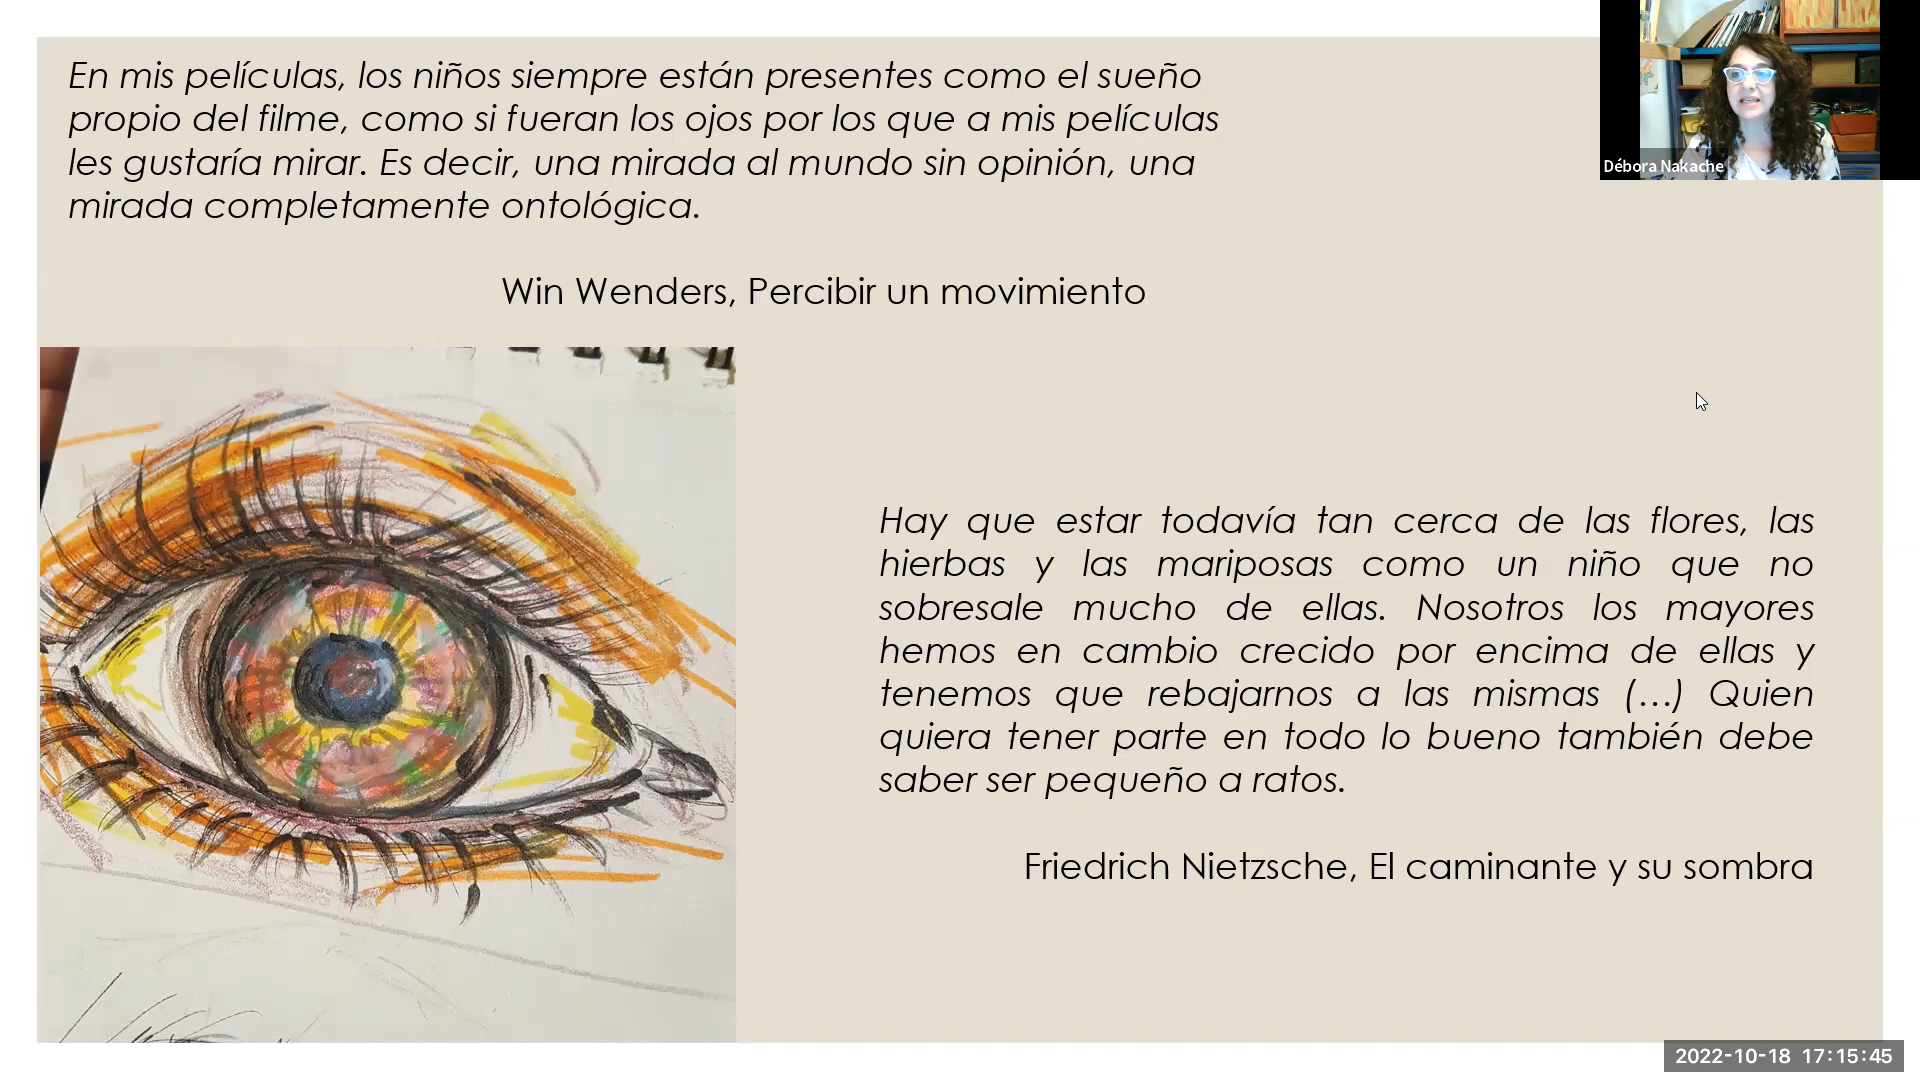 En mis películas, los niños siempre están presentes como el sueño
propio del filme, como si fueran los ojos por los que a mis películas
les gustaría mirar. Es decir, una mirada al mundo sin opinión, una
mirada completamente ontológica.
Win Wenders, Percibir un movimiento
Débora Nakache
Hay que estar todavía tan cerca de las flores, las
hierbas y las mariposas como un niño que no
sobresale mucho de ellas. Nosotros los mayores
hemos en cambio crecido por encima de ellas y
tenemos que rebajarnos a las mismas (...) Quien
quiera tener parte en todo lo bueno también debe
saber ser pequeño a ratos.
Friedrich Nietzsche, El caminante y su sombra
2022-10-18 17:15:45